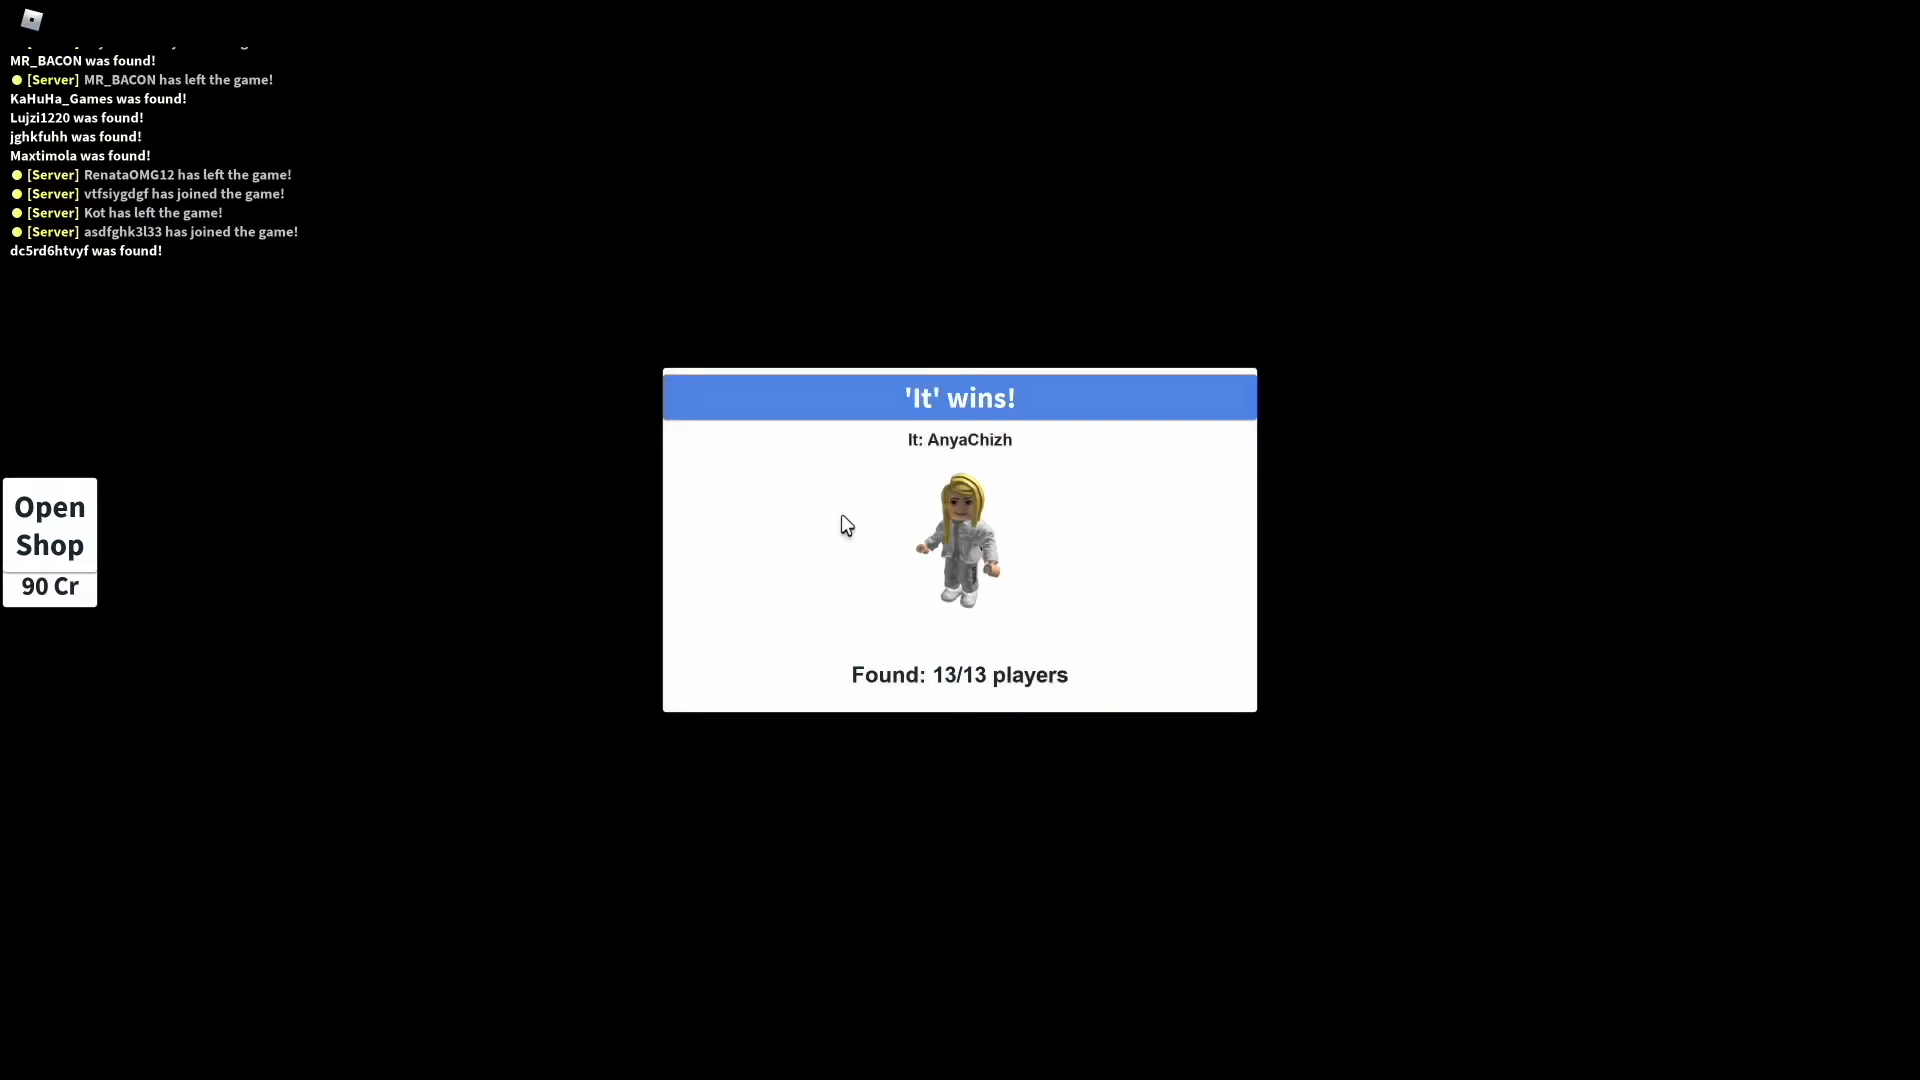 MR_BACON was found!
[Server] MR_BACON has left the game!
KaHuHa_Games was found!
Lujzi1220 was found!
jghkfuhh was found!
Maxtimola was found!
[Server] RenataOMG12 has left the game!
[Server] vtfsiygdgf has joined the game!
[Server] Kot has left the game!
[Server] asdfghk3l33 has joined the game!
dc5rd6htvyf was found!
'It' wins!
It: AnyaChizh
Open
Shop
90 Cr
Found: 13/13 players